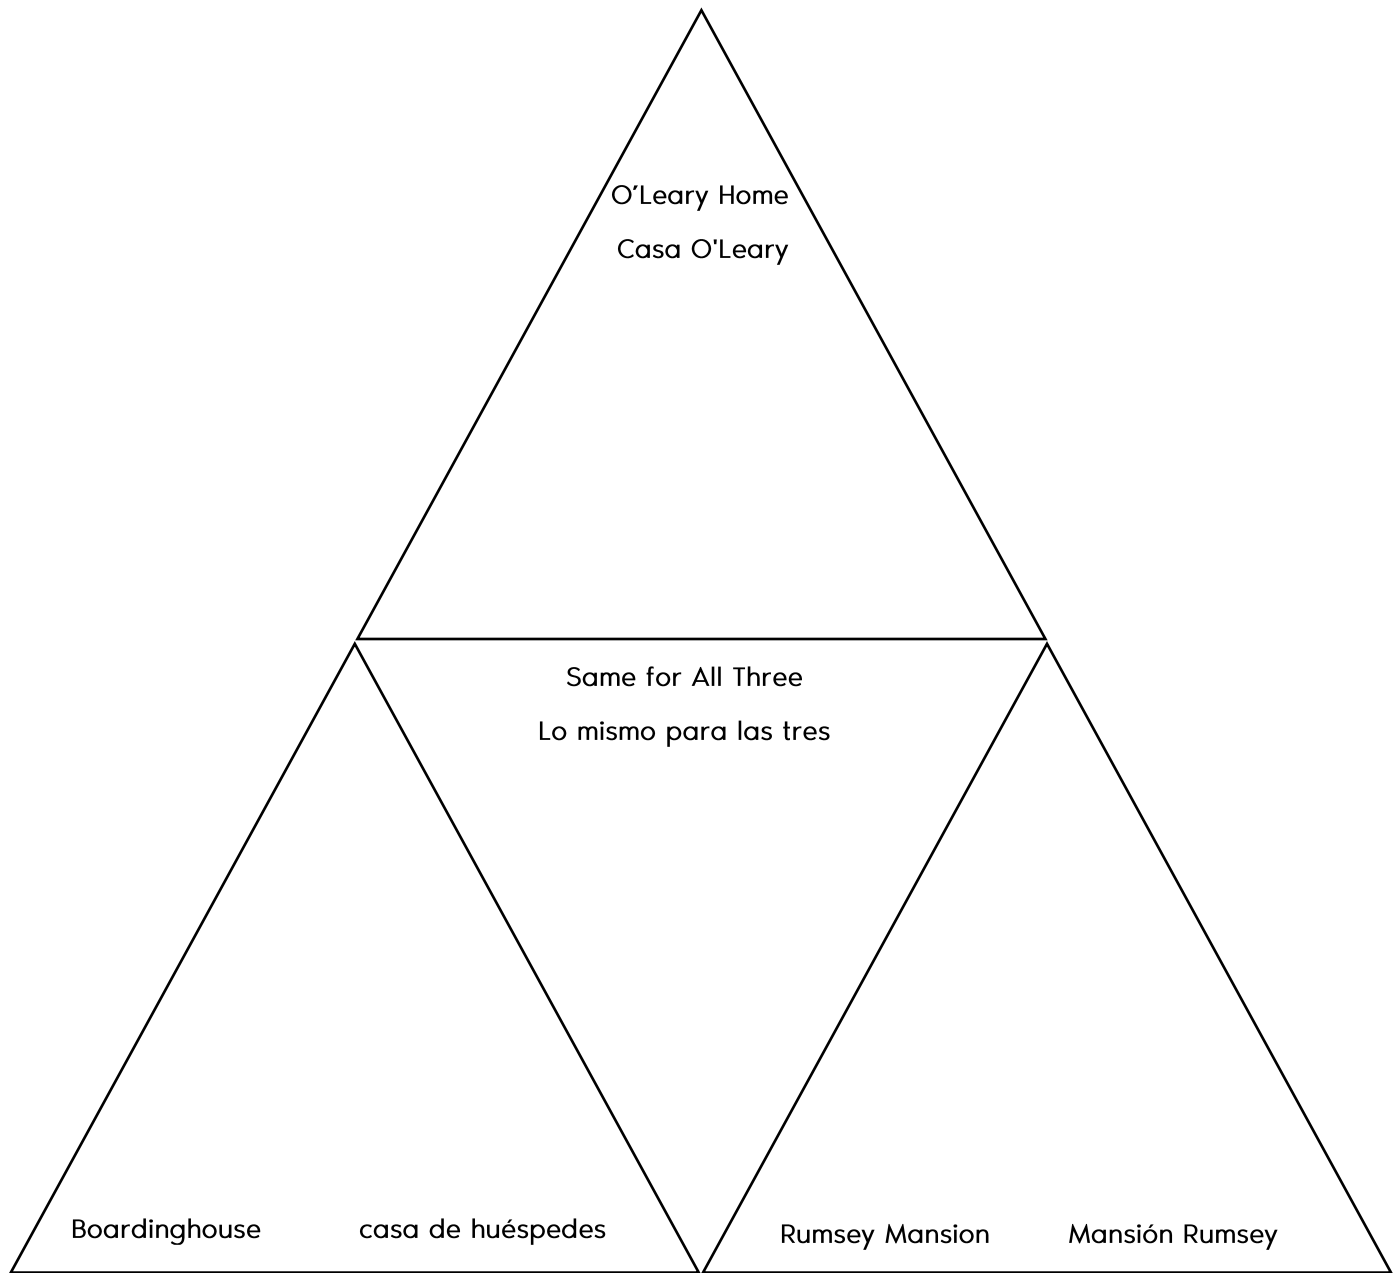 O’Leary Home
Casa O'Leary
Same for All Three
Lo mismo para las tres
Boardinghouse
casa de huéspedes
Rumsey Mansion
Mansión Rumsey